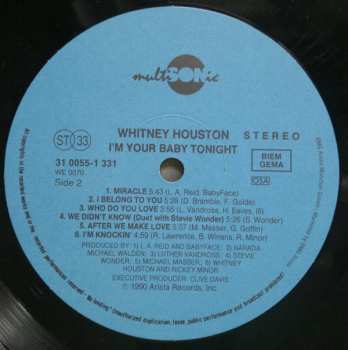 multiSONic
ST 33
WHITNEY HOUSTON
STEREO
I'M YOUR BABY TONIGHT
31 0055-1 331
WE 0370
Side 2
BIEM
GEMA
OSA
1. MIRACLE 5:43 (L. A. Reid, BabyFace)
2. I BELONG TO YOU 5:28 (D. Bramble, F. Golde)
3. WHO DO YOU LOVE 3:55 (L. Vandross, H. Eaves, III)
4. WE DIDN'T KNOW (Duet with Stevie Wonder) 5:26 (S. Wonder)
5. AFTER WE MAKE LOVE 5:07 (M. Masser, G. Goffin)
6. I'M KNOCKIN' 4:59 (R. Lawrence, B. Winans, R. Minor)
PRODUCED BY: 1) L. A. REID AND BABYFACE; 2) NARADA
MICHAEL WALDEN; 3) LUTHER VANDROSS; 4) STEVIE
WONDER; 5) MICHAEL MASSER; 6) WHITNEY
HOUSTON AND RICKEY MINOR
EXECUTIVE PRODUCER: CLIVE DAVIS
℗ 1990 Arista Records, Inc.